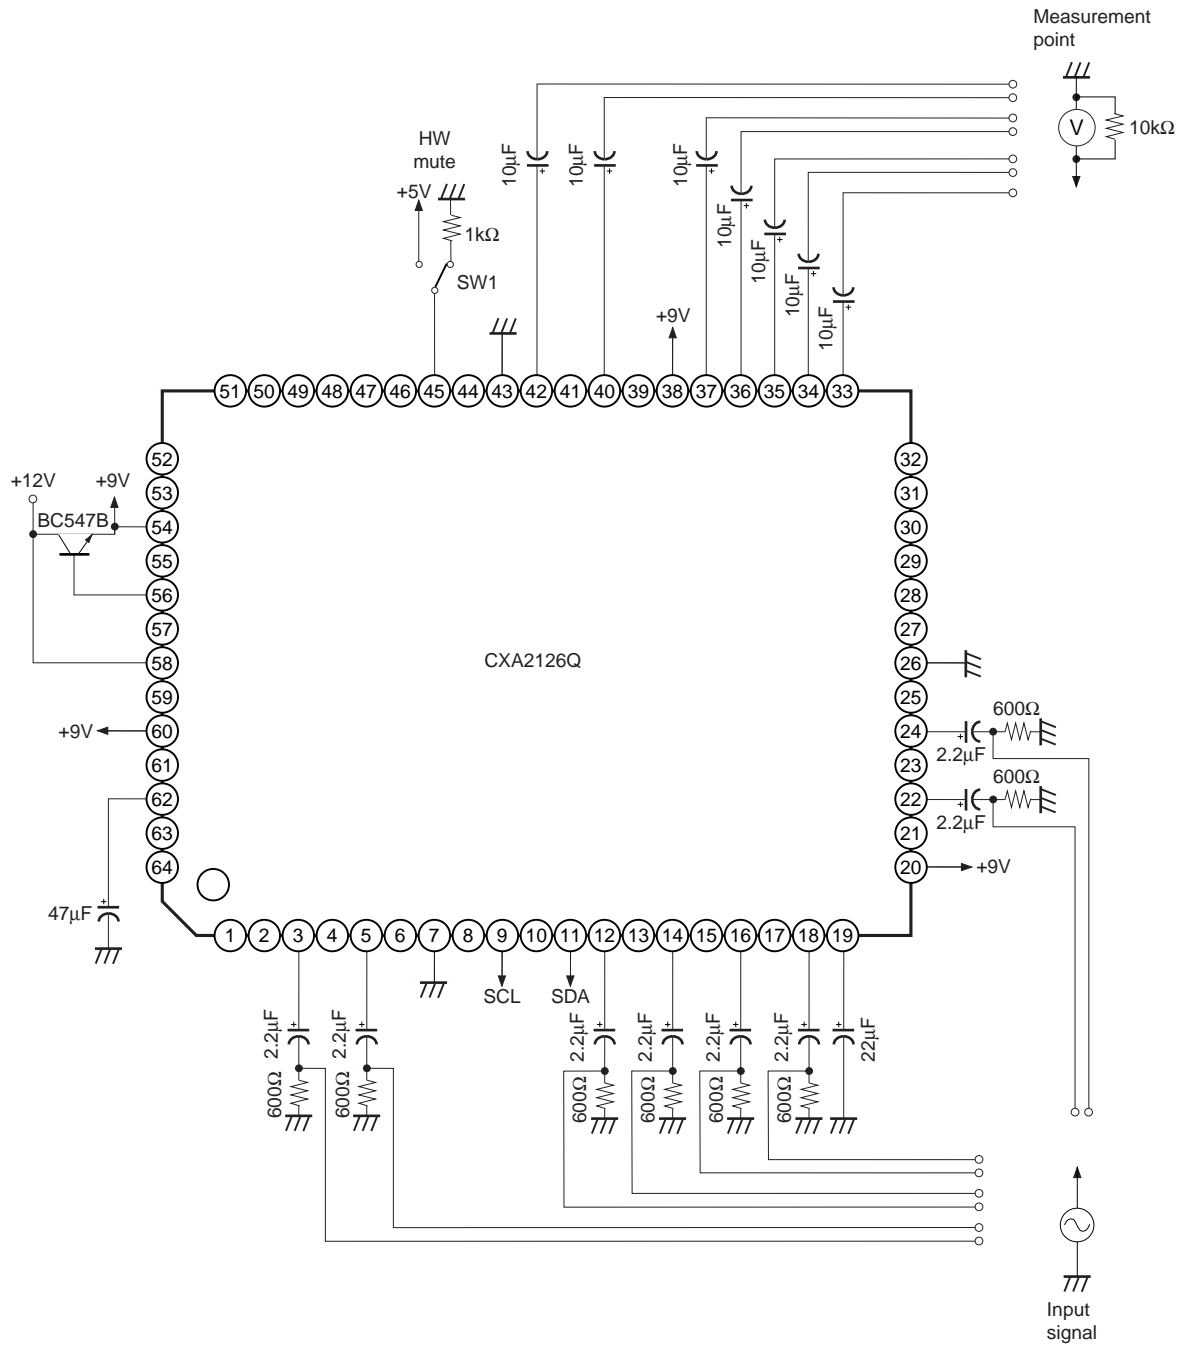 Measurement
point
V
10kΩ
HW
mute
+5V
1kΩ
SW1
10μF
10μF
10μF
10μF
10μF
10μF
10μF
+9V
51 50 49 48 47 46 45 44 43 42 41 40 39 38 37 36 35 34 33
52
53
54
55
56
57
58
59
60
61
62
63
64
+12V
+9V
BC547B
+9V
47μF
+
CXA2126Q
32
31
30
29
28
27
26
25
24
23
22
21
20
600Ω
2.2μF
600Ω
2.2μF
+9V
1 2 3 4 5 6 7 8 9 10 11 12 13 14 15 16 17 18 19
SCL
SDA
2.2μF
2.2μF
2.2μF
2.2μF
2.2μF
2.2μF
22μF
600Ω
600Ω
600Ω
600Ω
600Ω
600Ω
Input
signal